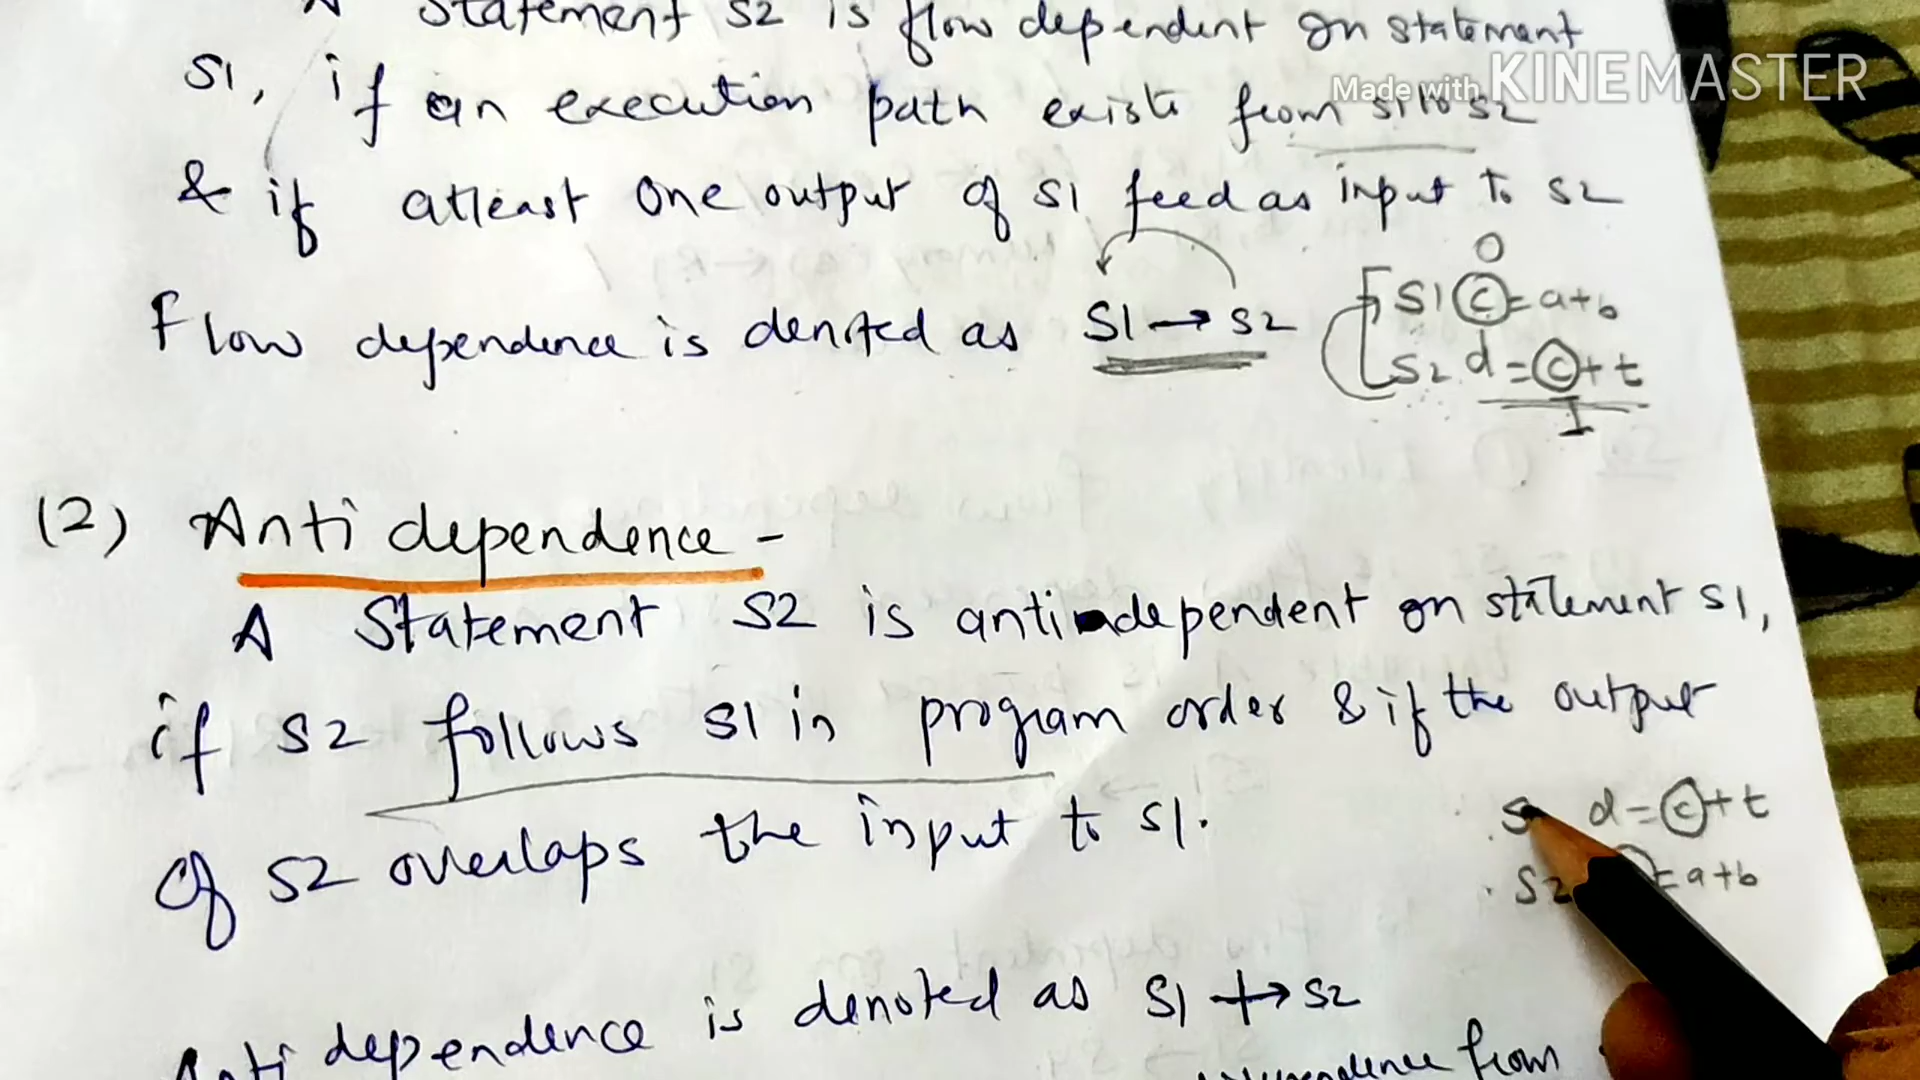 A Statement S2 is flow dependent on statement
S1, if an execution path exists from S1 to S2
Made with KINEMASTER
& if atleast one output of S1 feed as input to S2
Flow dependence is denoted as S1 → S2
O
S1 c = a+b
S2 d = c + t
I
(2) Anti dependence -
A Statement S2 is antidependent on statement S1,
if S2 follows S1 in program order & if the output
of S2 overlaps the input to S1.
d = c + t
S2 = a+b
Anti dependence is denoted as S1 +→ S2
from